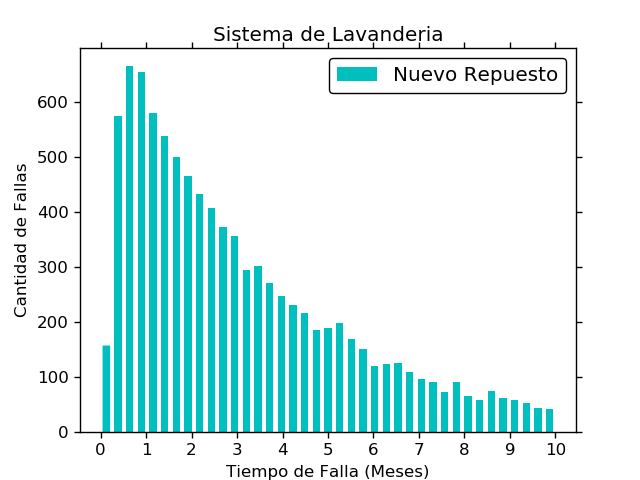 Sistema de Lavanderia
Nuevo Repuesto
Cantidad de Fallas
600
500
400
300
200
100
0
0 1 2 3 4 5 6 7 8 9 10
Tiempo de Falla (Meses)